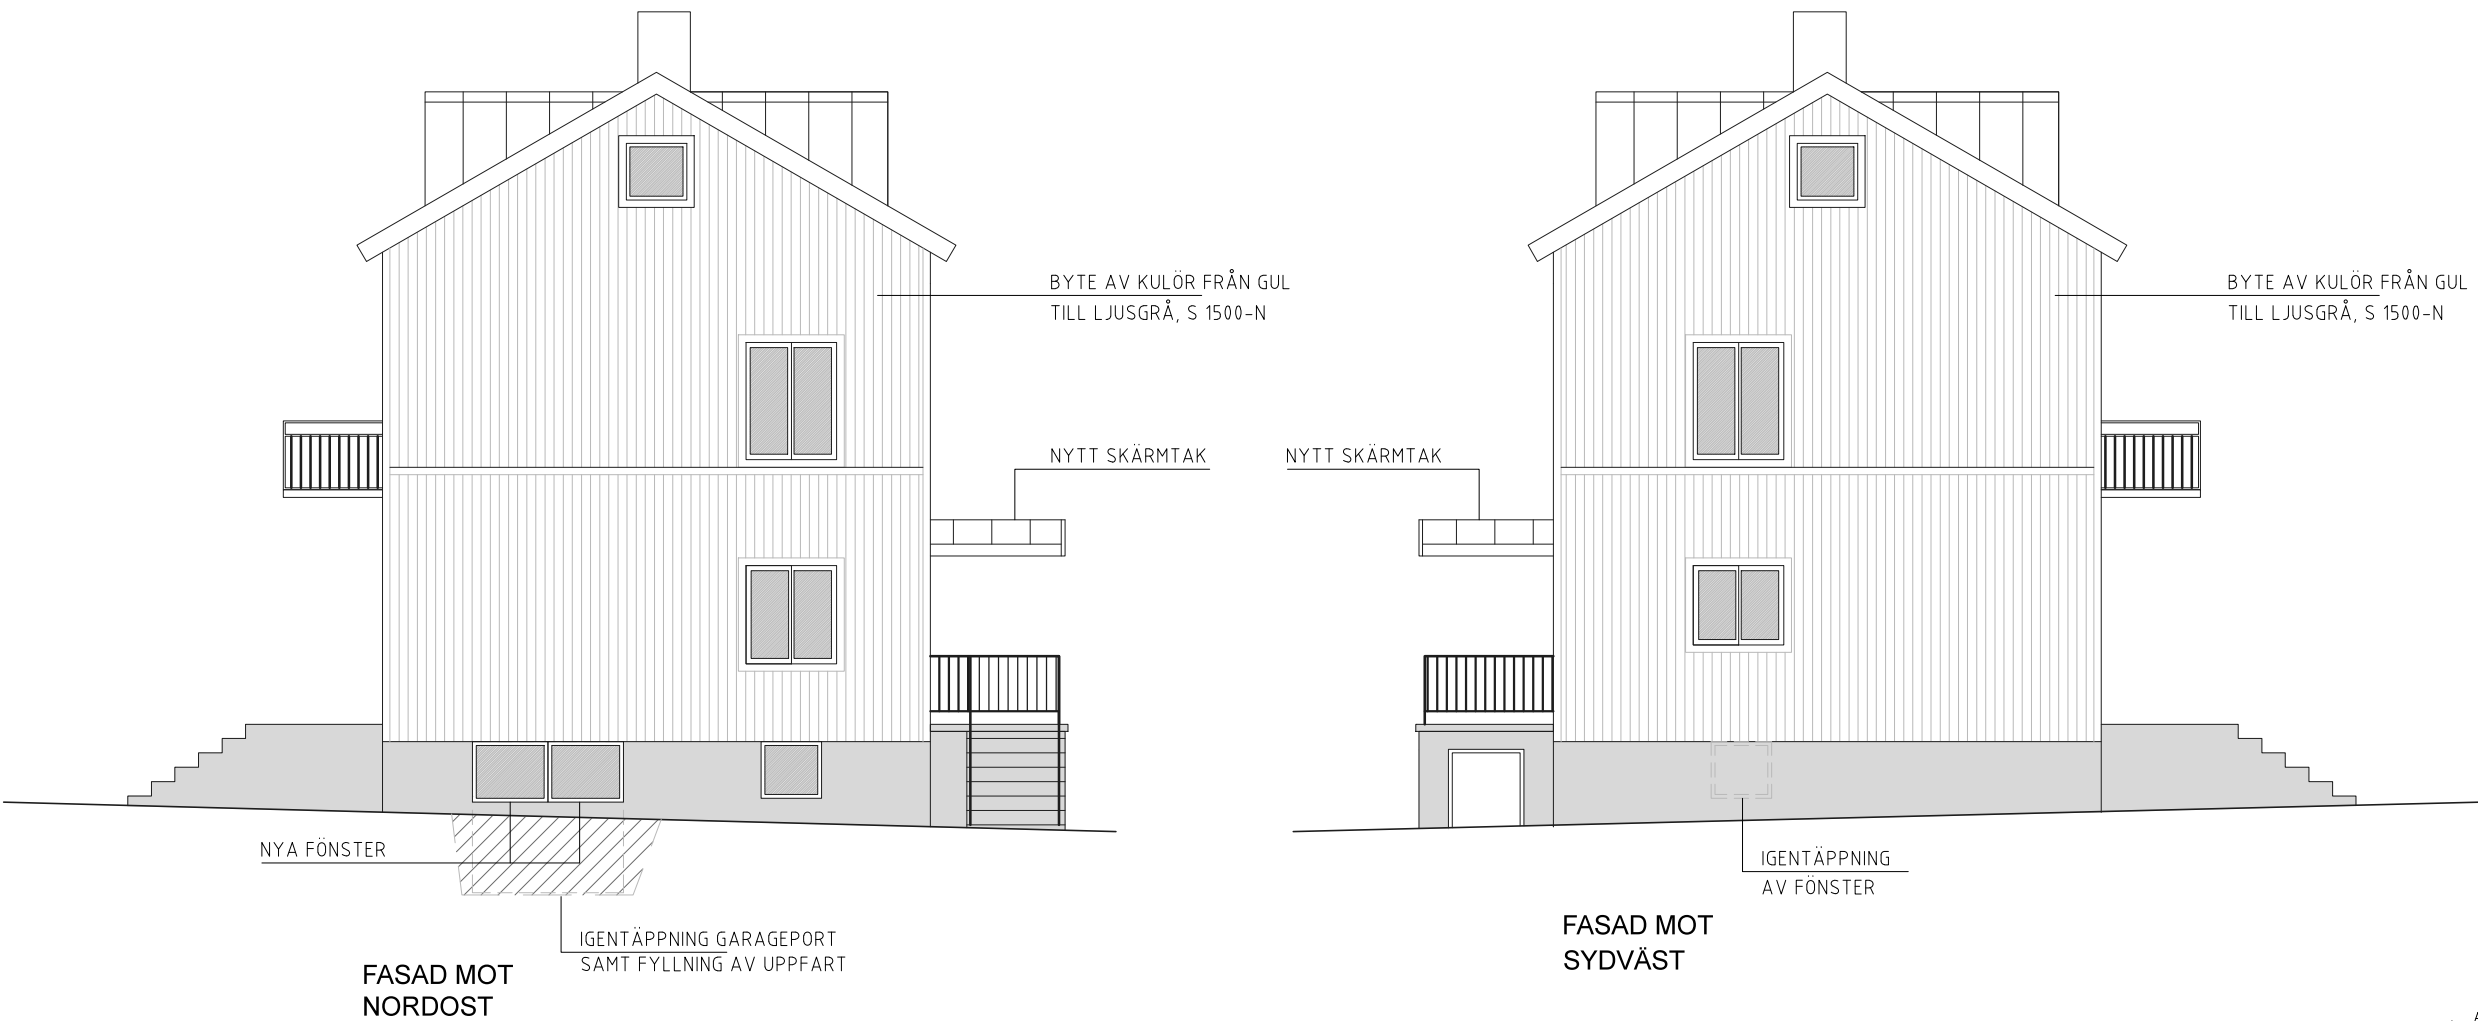 BYTE AV KULÖR FRÅN GUL
TILL LJUSGRÅ, S 1500-N
NYTT SKÄRMTAK
NYA FÖNSTER
IGENTÄPPNING GARAGEPORT
SAMT FYLLNING AV UPPFART
FASAD MOT
NORDOST
BYTE AV KULÖR FRÅN GUL
TILL LJUSGRÅ, S 1500-N
NYTT SKÄRMTAK
IGENTÄPPNING
AV FÖNSTER
FASAD MOT
SYDVÄST